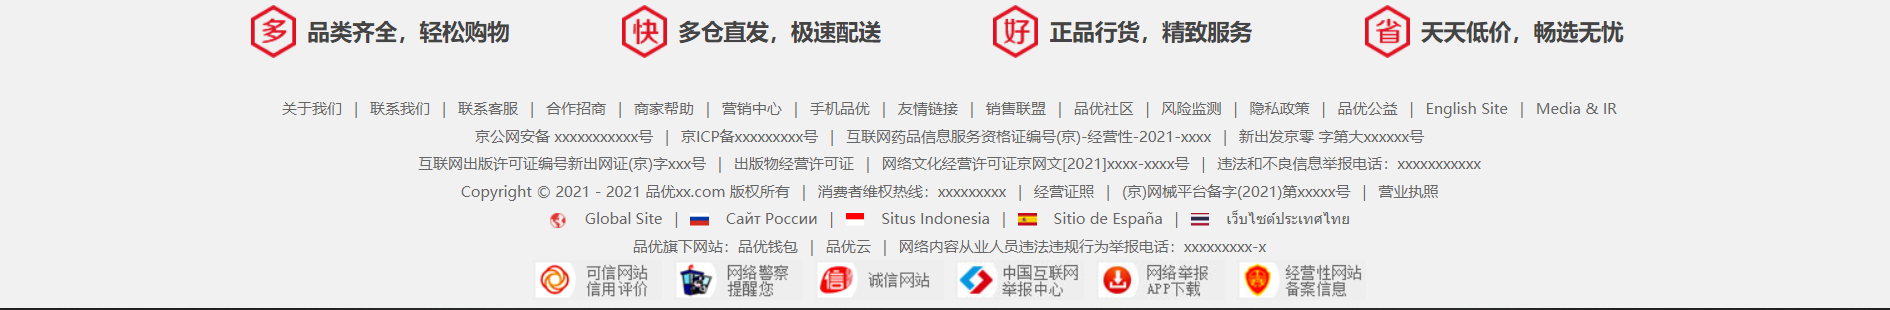 多 品类齐全，轻松购物 快 多仓直发，极速配送 好 正品行货，精致服务 省 天天低价，畅选无忧
关于我们 | 联系我们 | 联系客服 | 合作招商 | 商家帮助 | 营销中心 | 手机品优 | 友情链接 | 销售联盟 | 品优社区 | 风险监测 | 隐私政策 | 品优公益 | English Site | Media & IR
京公网安备 xxxxxxxxxxx号 | 京ICP备xxxxxxxxx号 | 互联网药品信息服务资格证编号(京)-经营性-2021-xxxx | 新出发京零 字第大xxxxxx号
互联网出版许可证编号新出网证(京)字xxx号 | 出版物经营许可证 | 网络文化经营许可证京网文[2021]xxxx-xxxx号 | 违法和不良信息举报电话：xxxxxxxxxxx
Copyright © 2021 - 2021 品优xx.com 版权所有 | 消费者维权热线：xxxxxxxxx | 经营证照 | (京)网械平台备字(2021)第xxxxx号 | 营业执照
Global Site | Сайт России | Situs Indonesia | Sitio de España | เว็บไซต์ประเทศไทย
品优旗下网站：品优钱包 | 品优云 | 网络内容从业人员违法违规行为举报电话：xxxxxxxxx-x
可信网站 信用评价 网络警察 提醒您 信 诚信网站 中国互联网 举报中心 网络举报 APP下载 经营性网站 备案信息